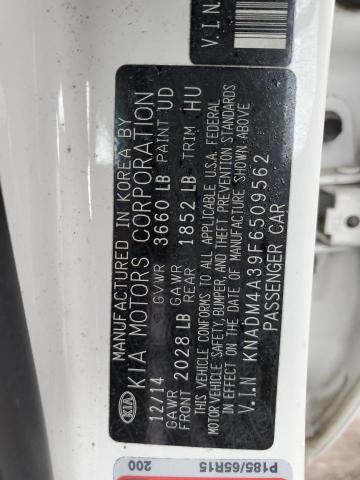 V.I.N
KIA
MANUFACTURED IN KOREA BY
KIA MOTORS CORPORATION
12/14 GVWR 3660 LB PAINT UD
GAWR FRONT 2028 LB GAWR REAR 1852 LB TRIM HU
THIS VEHICLE CONFORMS TO ALL APPLICABLE U.S.A. FEDERAL
MOTOR VEHICLE SAFETY, BUMPER, AND THEFT PREVENTION STANDARDS
IN EFFECT ON THE DATE OF MANUFACTURE SHOWN ABOVE
V.I.N KNADM4A39F6509562
PASSENGER CAR
P185/65R15
200